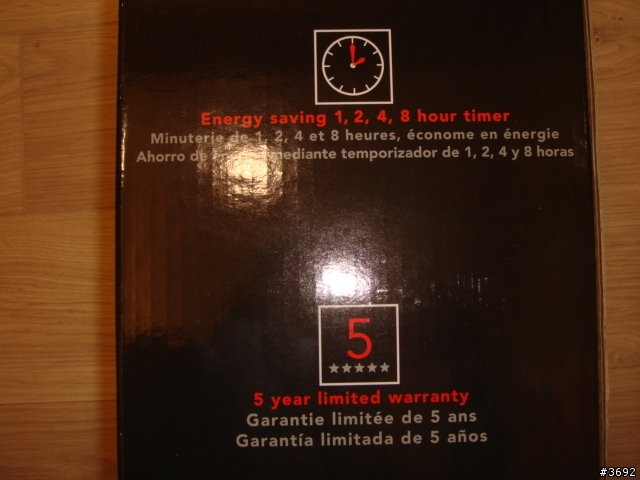 Energy saving 1, 2, 4, 8 hour timer
Minuterie de 1, 2, 4 et 8 heures, économe en énergie
Ahorro de mediante temporizador de 1, 2, 4 y 8 horas
5
5 year limited warranty
Garantie limitée de 5 ans
Garantía limitada de 5 años
#3692